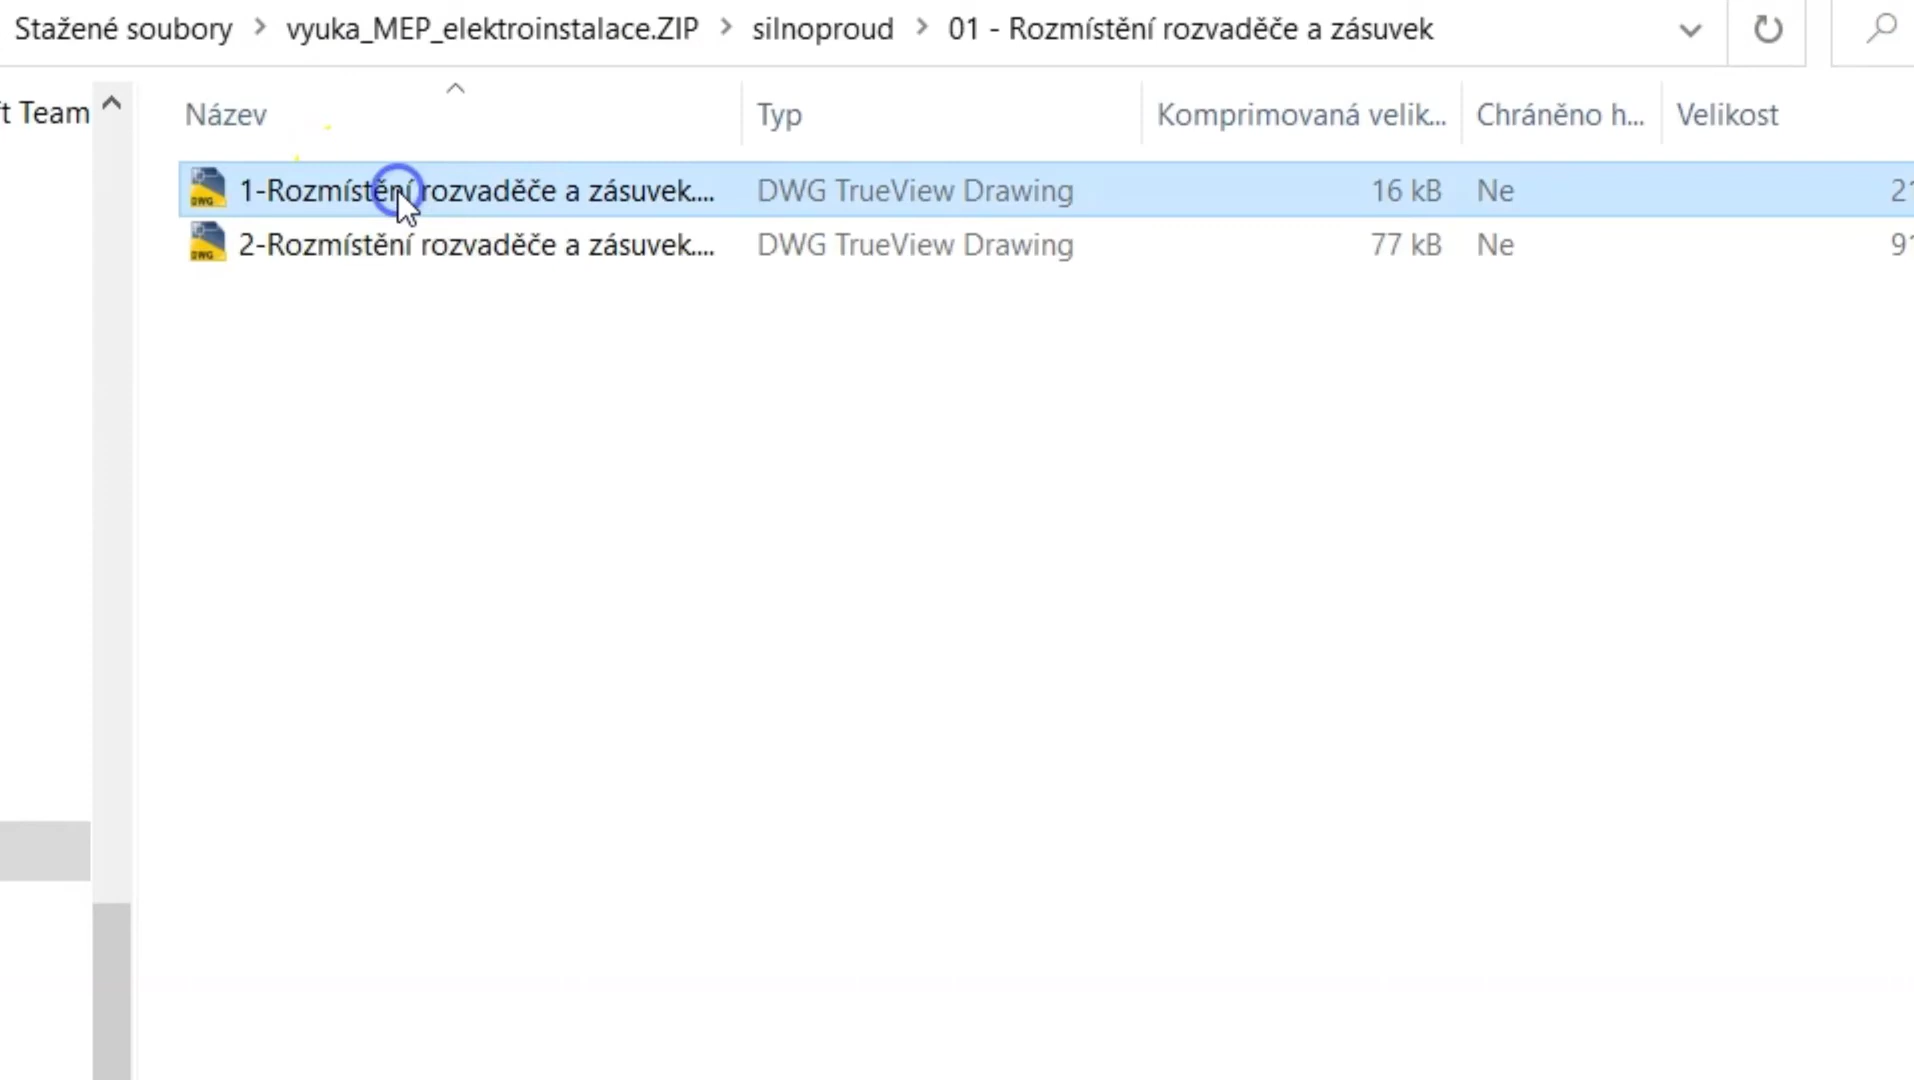 Stažené soubory > vyuka_MEP_elektroinstalace.ZIP > silnoproud > 01 - Rozmístění rozvaděče a zásuvek
ft Team
Název Typ Komprimovaná velik... Chráněno h... Velikost
1-Rozmístění rozvaděče a zásuvek.... DWG TrueView Drawing 16 kB Ne
2-Rozmístění rozvaděče a zásuvek.... DWG TrueView Drawing 77 kB Ne